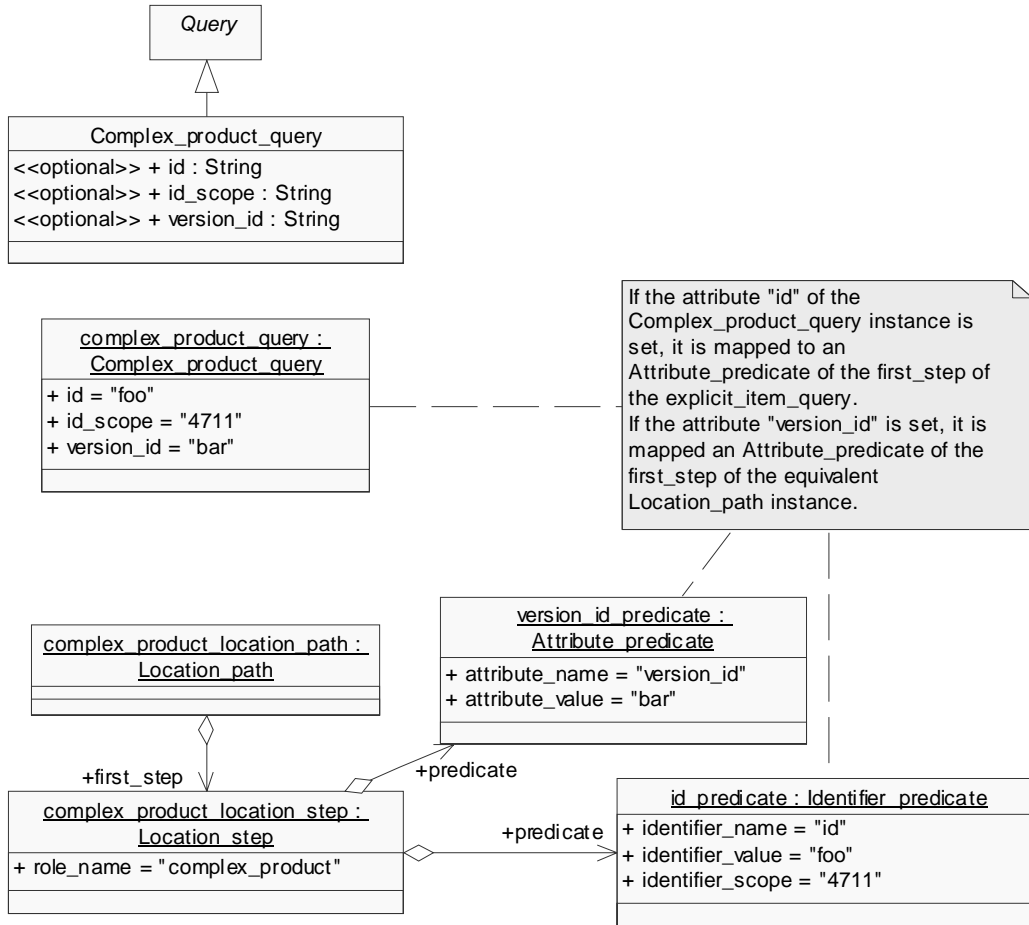 Query
Complex_product_query
<<optional>> + id : String
<<optional>> + id_scope : String
<<optional>> + version_id : String
If the attribute "id" of the
Complex_product_query instance is
set, it is mapped to an
Attribute_predicate of the first_step of
the explicit_item_query.
If the attribute "version_id" is set, it is
mapped an Attribute_predicate of the
first_step of the equivalent
Location_path instance.
complex_product_query :
Complex_product_query
+ id = "foo"
+ id_scope = "4711"
+ version_id = "bar"
version_id_predicate :
Attribute_predicate
+ attribute_name = "version_id"
+ attribute_value = "bar"
complex_product_location_path :
Location_path
+first_step
+predicate
complex_product_location_step :
Location_step
+ role_name = "complex_product"
+predicate
id_predicate : Identifier_predicate
+ identifier_name = "id"
+ identifier_value = "foo"
+ identifier_scope = "4711"